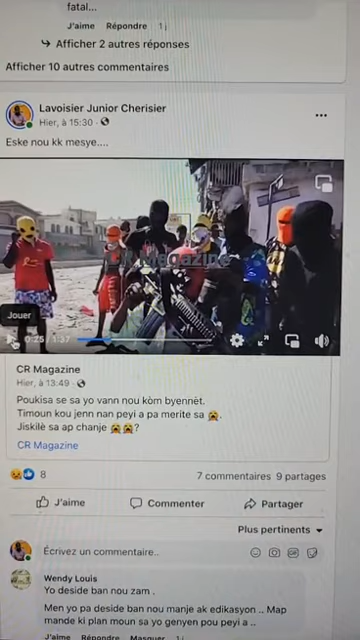 fatal...
J'aime Répondre 1 j
Afficher 2 autres réponses
Afficher 10 autres commentaires
Lavoisier Junior Cherisier
Hier, à 15:30 ·
Eske nou kk mesye....
CR Magazine
Jouer
0:25 / 1:37
CR Magazine
Hier, à 13:49 ·
Poukisa se sa yo vann nou kòm byennèt.
Timoun kou jenn nan peyi a pa merite sa 😭.
Jiskilè sa ap chanje 😭😭?
CR Magazine
8
7 commentaires 9 partages
J'aime Commenter Partager
Plus pertinents
Écrivez un commentaire...
GIF
Wendy Louis
Yo deside ban nou zam .
Men yo pa deside ban nou manje ak edikasyon .. Map
mande ki plan moun sa yo genyen pou peyi a ..
J'aime Répondre Masquer 1 j